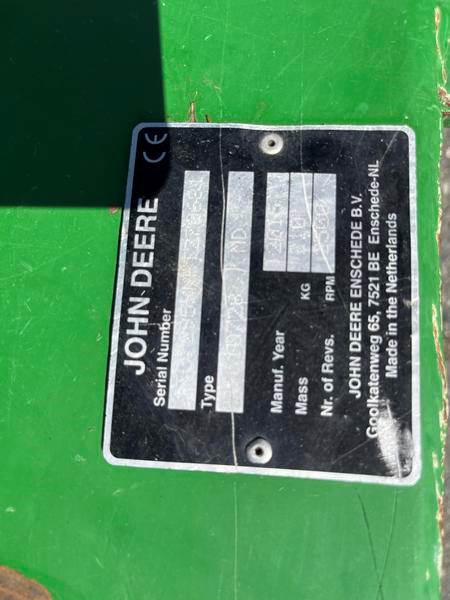 JOHN DEERE CE
Serial Number
Type
Manuf. Year
Mass KG
Nr. of Revs. RPM
JOHN DEERE ENSCHEDE B.V.
Goolkatenweg 65, 7521 BE Enschede-NL
Made in the Netherlands